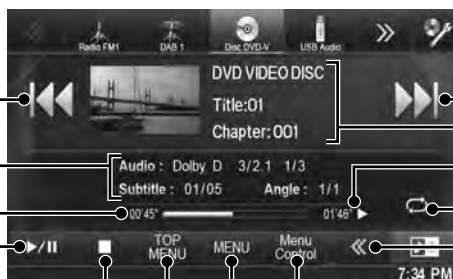 Radio FM1 DAB 1 Disc DVD-V USB Audio
DVD VIDEO DISC
Title:01
Chapter:001
Audio : Dolby D 3/2.1 1/3
Subtitle : 01/05 Angle : 1/1
00'45" 01'46"
TOP MENU MENU Menu Control
7:34 PM